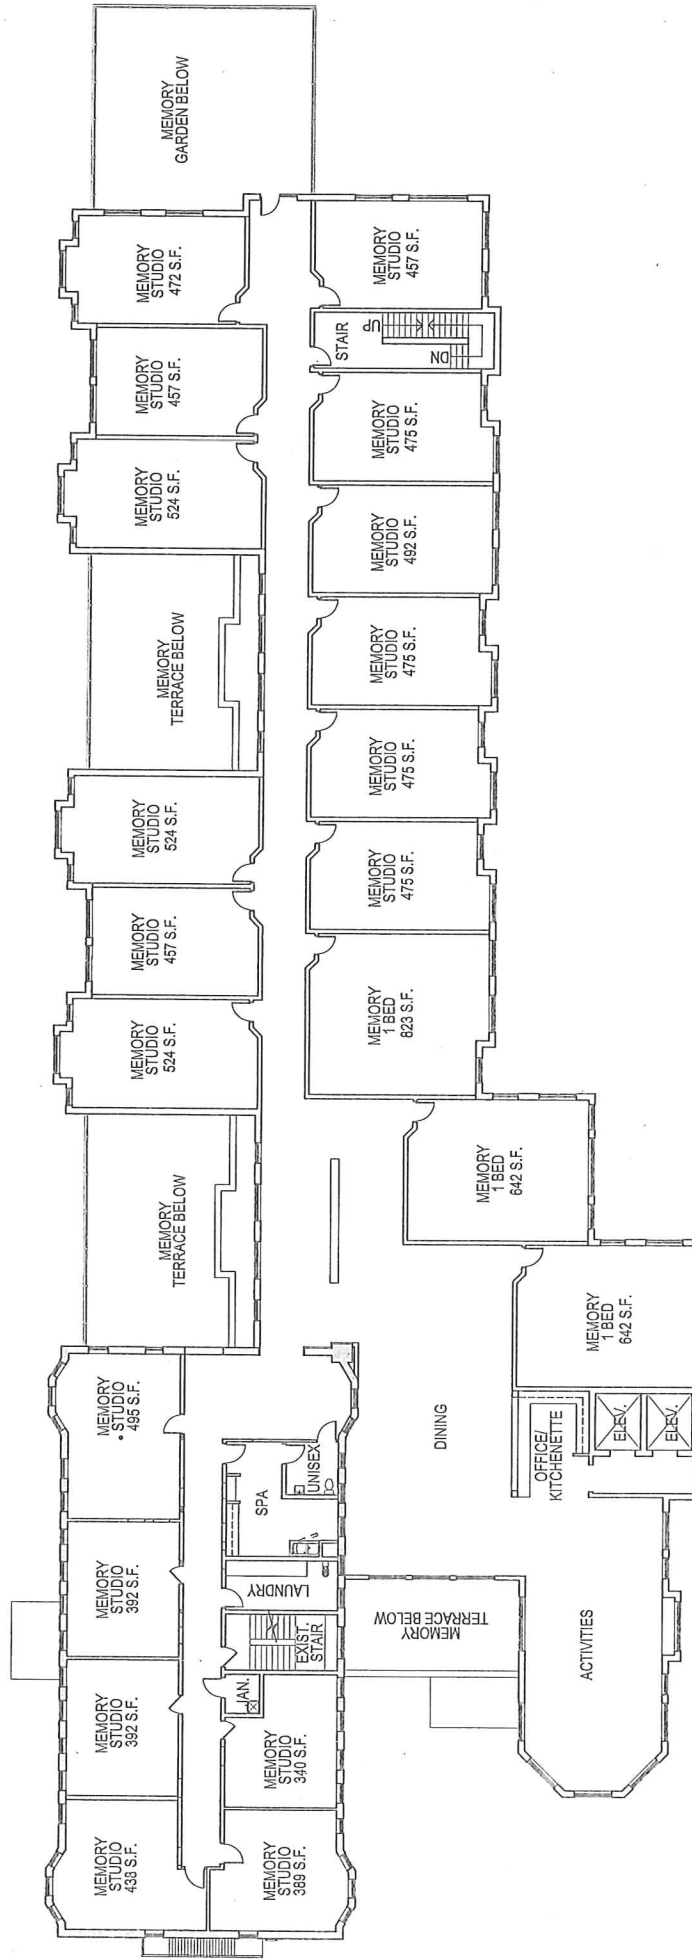 MEMORY
GARDEN BELOW
MEMORY
STUDIO
472 S.F.
MEMORY
STUDIO
457 S.F.
MEMORY
STUDIO
457 S.F.
STAIR
UP
DN
MEMORY
STUDIO
524 S.F.
MEMORY
STUDIO
475 S.F.
MEMORY
STUDIO
492 S.F.
MEMORY
TERRACE BELOW
MEMORY
STUDIO
475 S.F.
MEMORY
STUDIO
475 S.F.
MEMORY
STUDIO
524 S.F.
MEMORY
STUDIO
475 S.F.
MEMORY
STUDIO
457 S.F.
MEMORY
1 BED
823 S.F.
MEMORY
STUDIO
524 S.F.
MEMORY
1 BED
642 S.F.
MEMORY
TERRACE BELOW
MEMORY
1 BED
642 S.F.
MEMORY
STUDIO
495 S.F.
DINING
ELEV.
ELEV.
OFFICE/
KITCHENETTE
UNISEX
SPA
MEMORY
STUDIO
392 S.F.
LAUNDRY
EXIST.
STAIR
MEMORY
TERRACE BELOW
ACTIVITIES
MEMORY
STUDIO
392 S.F.
JAN.
MEMORY
STUDIO
340 S.F.
MEMORY
STUDIO
438 S.F.
MEMORY
STUDIO
389 S.F.